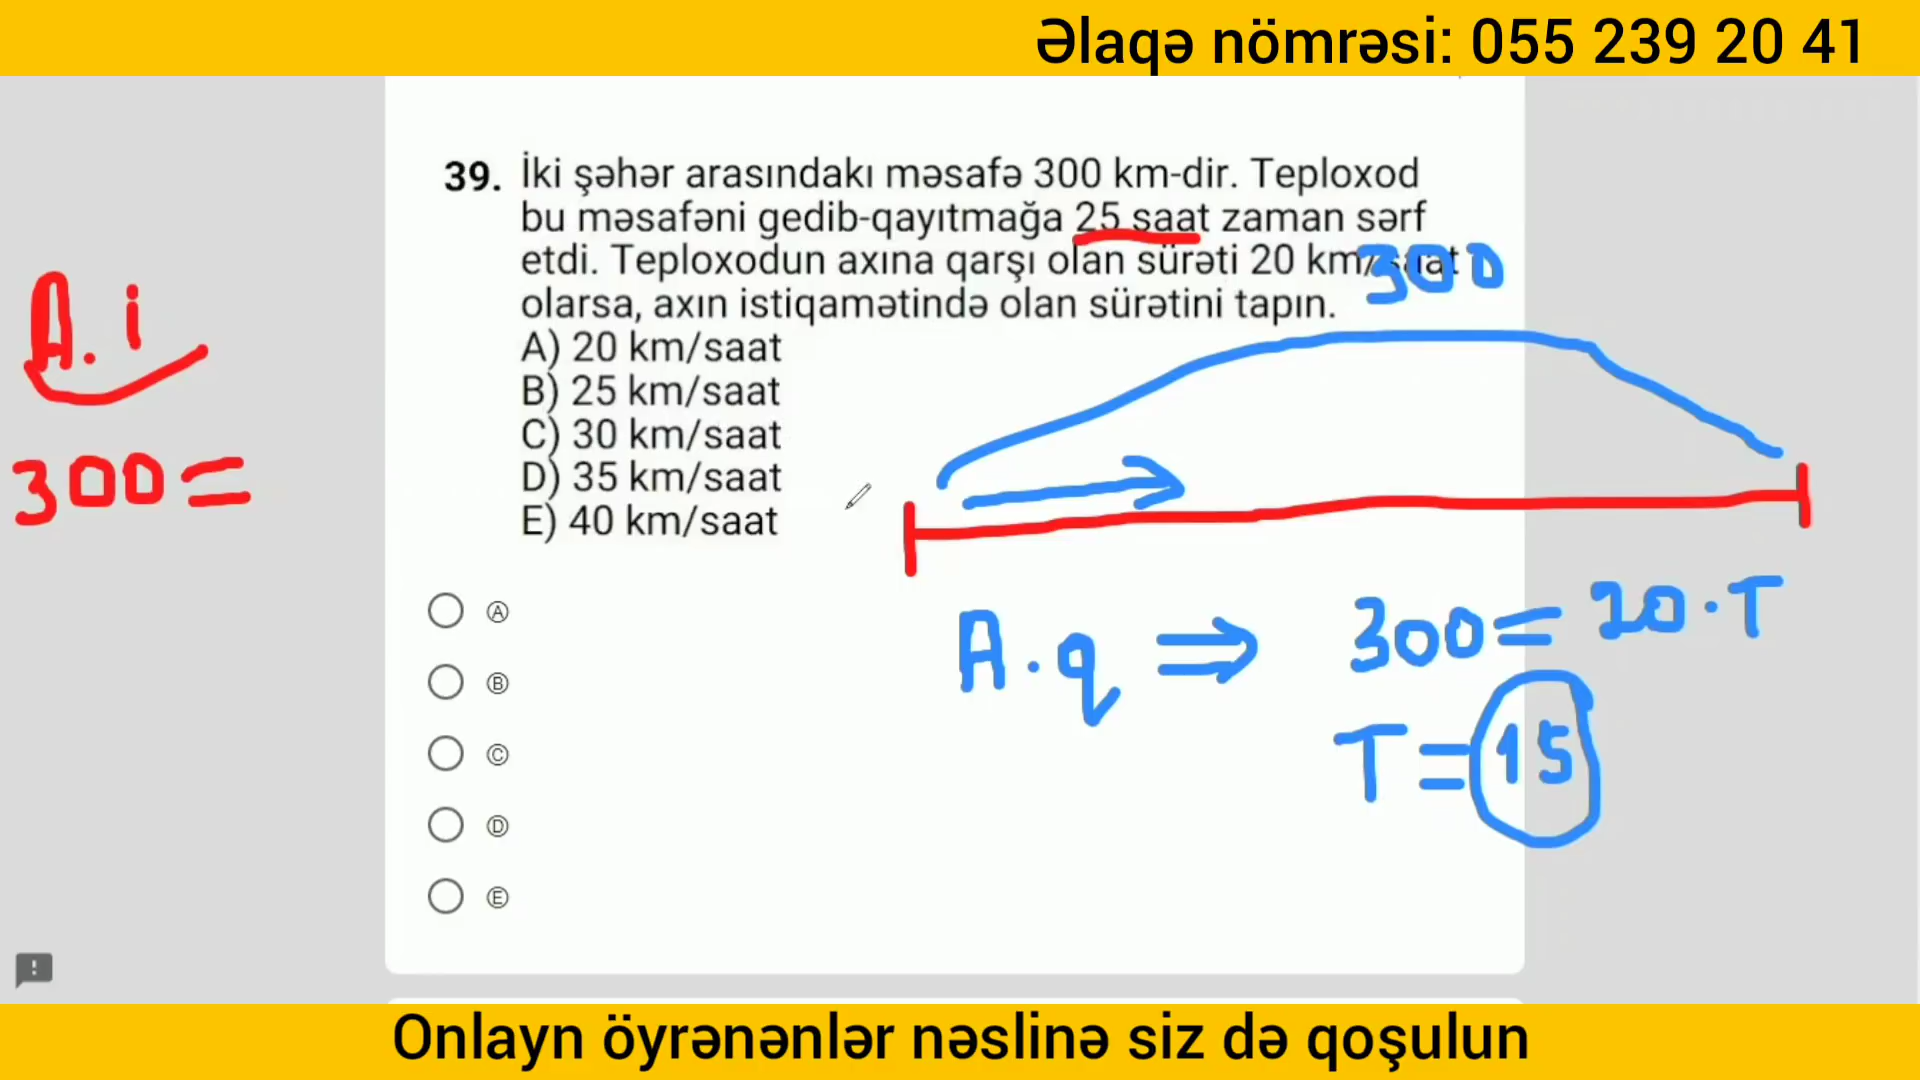 Əlaqə nömrəsi: 055 239 20 41
39. İki şəhər arasındakı məsafə 300 km-dir. Teploxod
bu məsafəni gedib-qayıtmağa 25 saat zaman sərf
etdi. Teploxodun axına qarşı olan sürəti 20 km/saat
olarsa, axın istiqamətində olan sürətini tapın.
A) 20 km/saat
B) 25 km/saat
C) 30 km/saat
D) 35 km/saat
E) 40 km/saat
A
B
C
D
E
A. i
300=
300
A.q ⇒ 300= 20·T
T=15
Onlayn öyrənənlər nəslinə siz də qoşulun